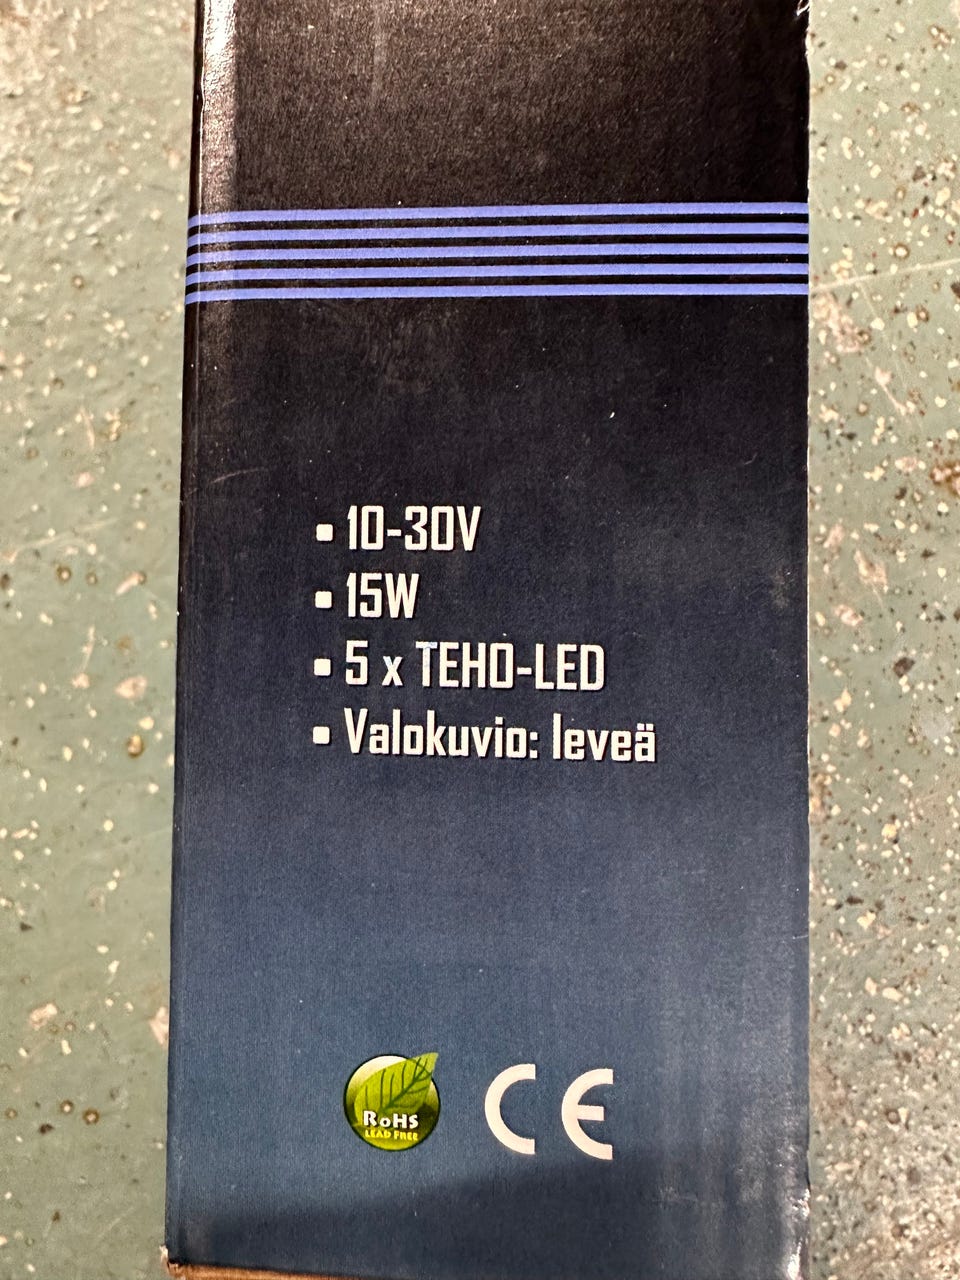 ▪ 10-30V
▪ 15W
▪ 5 x TEHO-LED
▪ Valokuvio: leveä
RoHS
LEAD FREE
CE